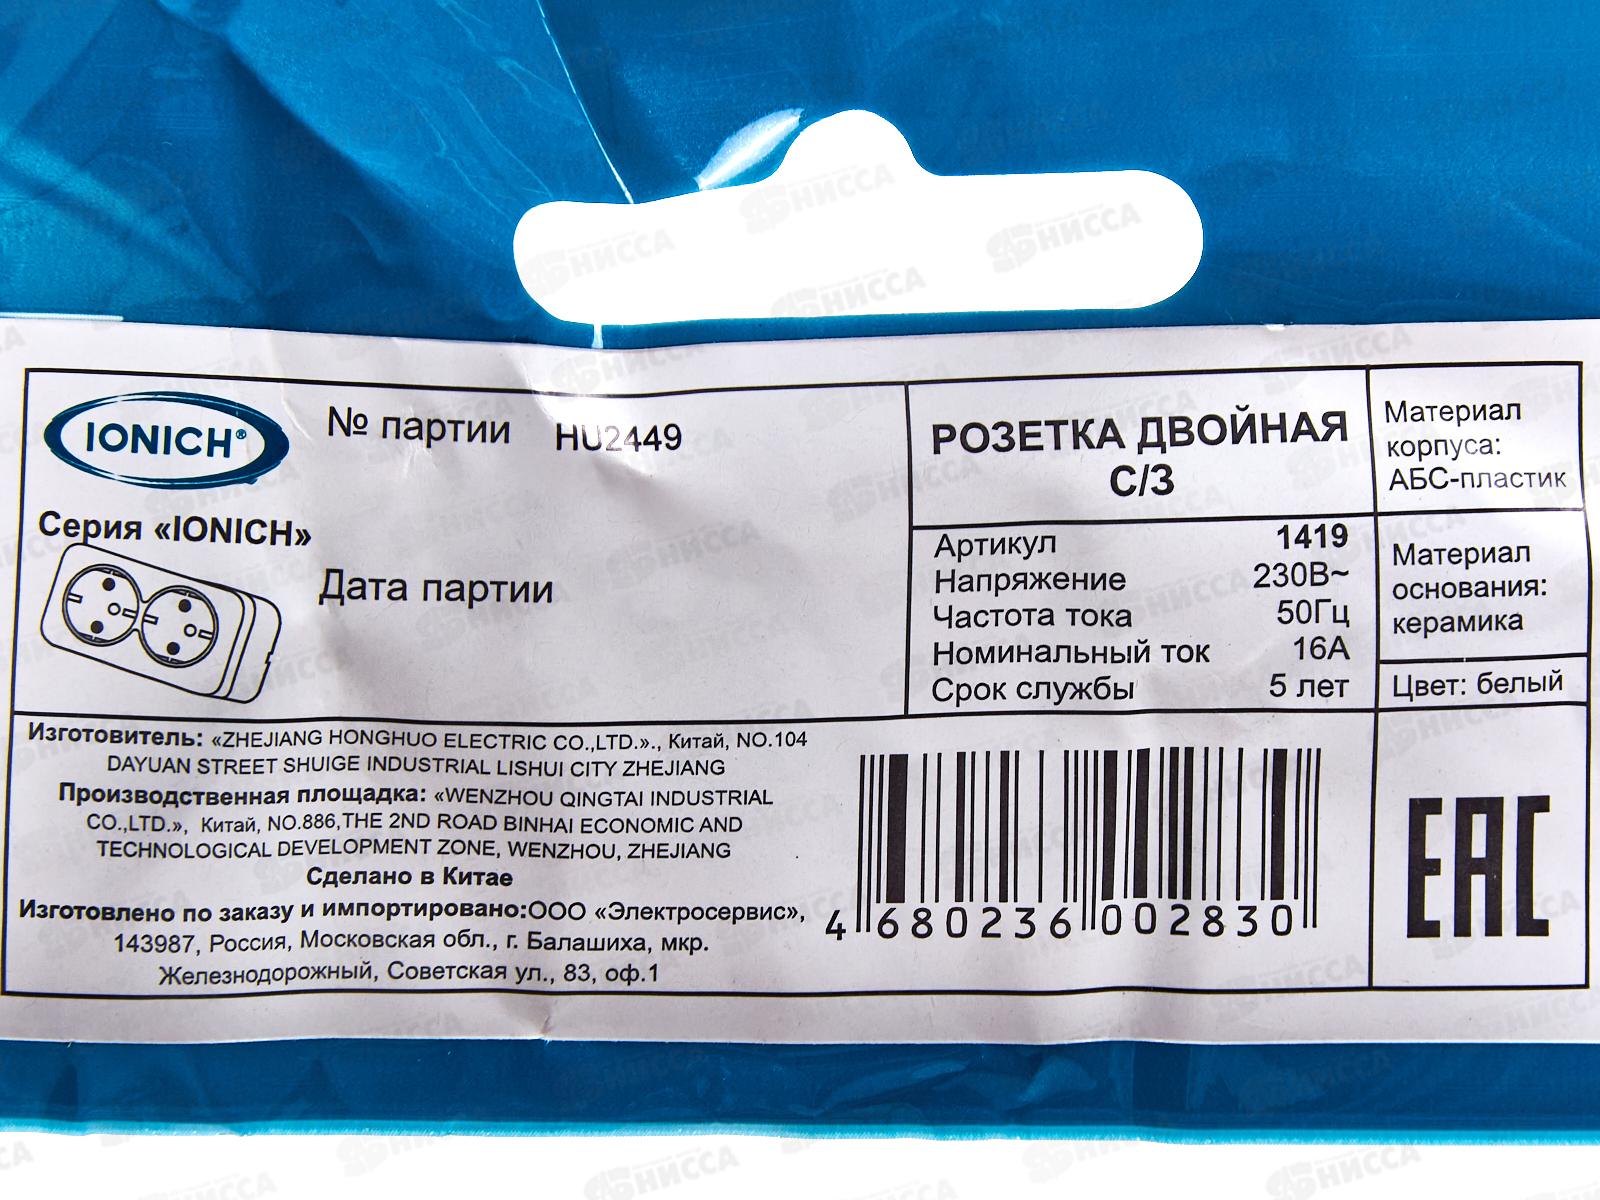 IONICH®
№ партии HU2449
Серия «IONICH»
Дата партии
РОЗЕТКА ДВОЙНАЯ
С/З
Артикул 1419
Напряжение 230В~
Частота тока 50Гц
Номинальный ток 16А
Срок службы 5 лет
Материал
корпуса:
АБС-пластик
Материал
основания:
керамика
Цвет: белый
Изготовитель: «ZHEJIANG HONGHUO ELECTRIC CO.,LTD.»., Китай, NO.104
DAYUAN STREET SHUIGE INDUSTRIAL LISHUI CITY ZHEJIANG
Производственная площадка: «WENZHOU QINGTAI INDUSTRIAL
CO.,LTD.», Китай, NO.886,THE 2ND ROAD BINHAI ECONOMIC AND
TECHNOLOGICAL DEVELOPMENT ZONE, WENZHOU, ZHEJIANG
Сделано в Китае
Изготовлено по заказу и импортировано:ООО «Электросервис»,
143987, Россия, Московская обл., г. Балашиха, мкр.
Железнодорожный, Советская ул., 83, оф.1
4 680236 002830
EAC